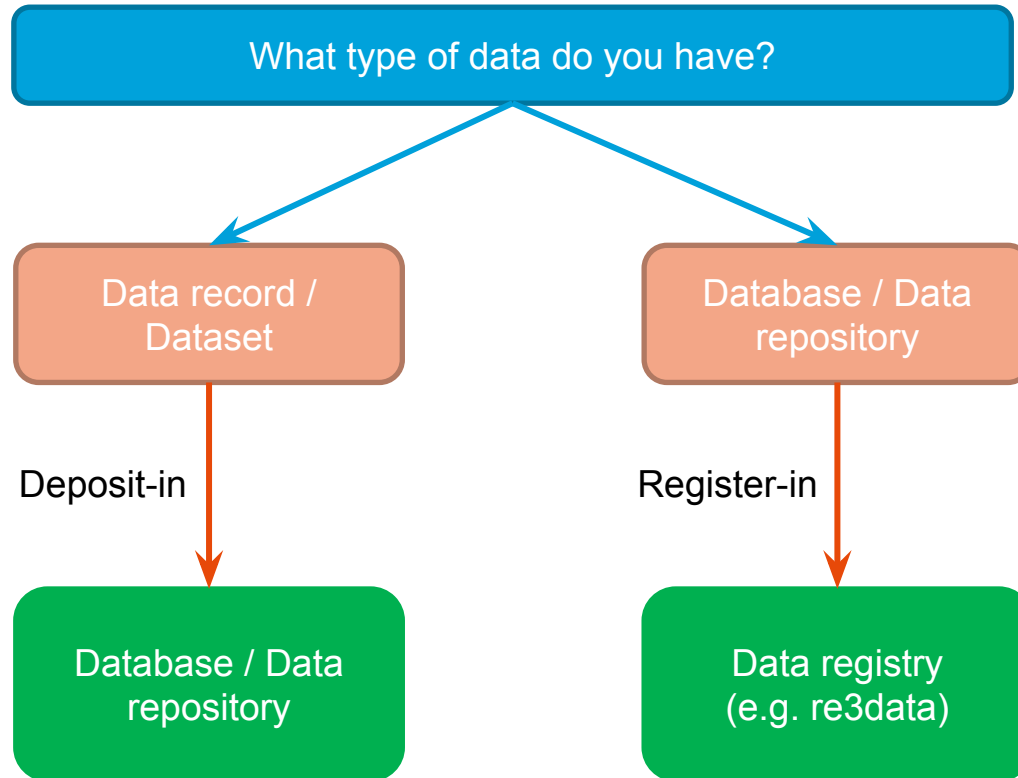 What type of data do you have?
Data record /
Dataset
Database / Data
repository
Deposit-in
Register-in
Database / Data
repository
Data registry
(e.g. re3data)